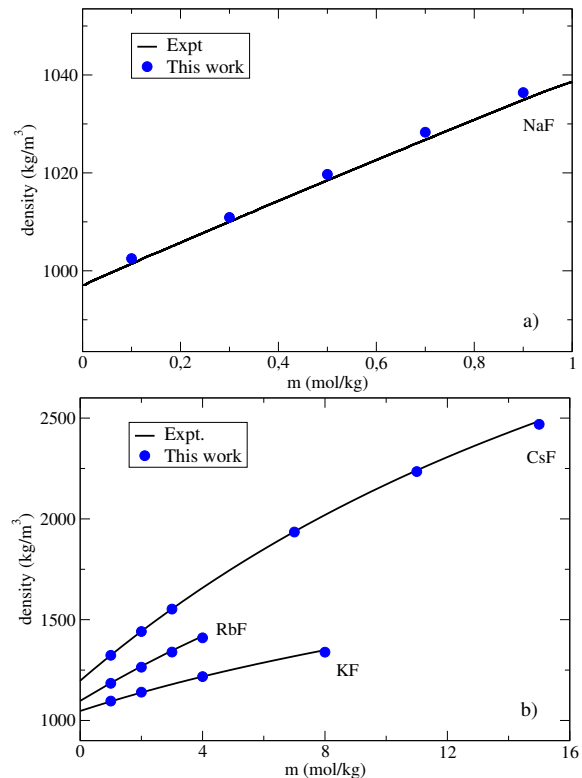 Expt
This work
1040
1020
1000
density (kg/m³)
NaF
a)
0
0,2
0,4
0,6
0,8
1
m (mol/kg)
2500
2000
1500
1000
density (kg/m³)
Expt.
This work
CsF
RbF
KF
b)
0
4
8
12
16
m (mol/kg)